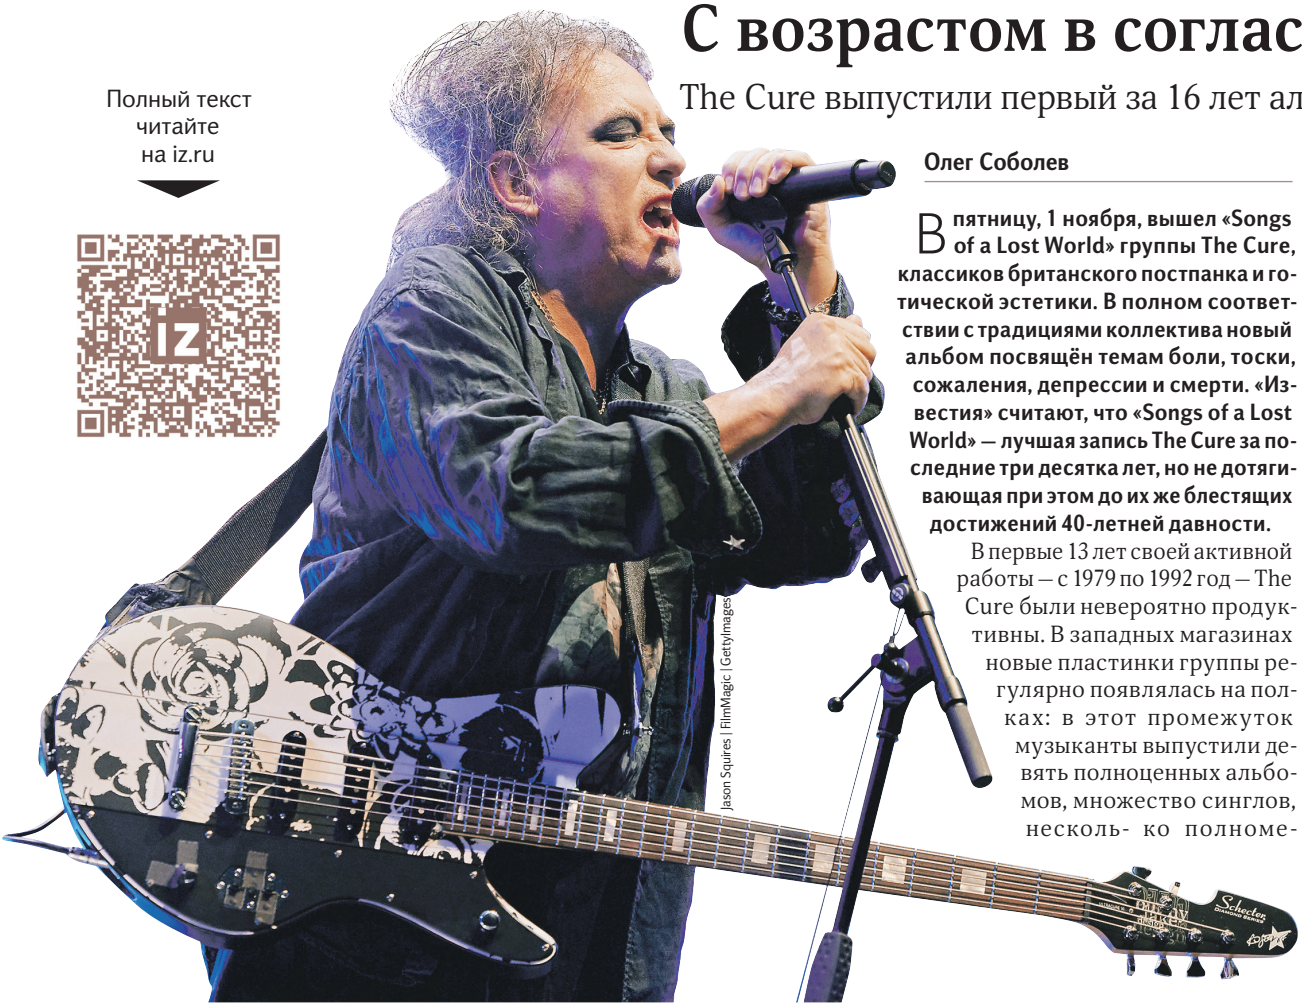 С возрастом в соглас
The Cure выпустили первый за 16 лет ал
Полный текст
читайте
на iz.ru
iz
Олег Соболев
В пятницу, 1 ноября, вышел «Songs
of a Lost World» группы The Cure,
классиков британского постпанка и го-
тической эстетики. В полном соответ-
ствии с традициями коллектива новый
альбом посвящён темам боли, тоски,
сожаления, депрессии и смерти. «Из-
вестия» считают, что «Songs of a Lost
World» — лучшая запись The Cure за по-
следние три десятка лет, но не дотяги-
вающая при этом до их же блестящих
достижений 40-летней давности.
В первые 13 лет своей активной
работы — с 1979 по 1992 год — The
Cure были невероятно продук-
тивны. В западных магазинах
новые пластинки группы ре-
гулярно появлялась на пол-
ках: в этот промежуток
музыканты выпустили де-
вять полноценных альбо-
мов, множество синглов,
несколь- ко полноме-
Jason Squires | FilmMagic | GettyImages
Schecter
DIAMOND SERIES